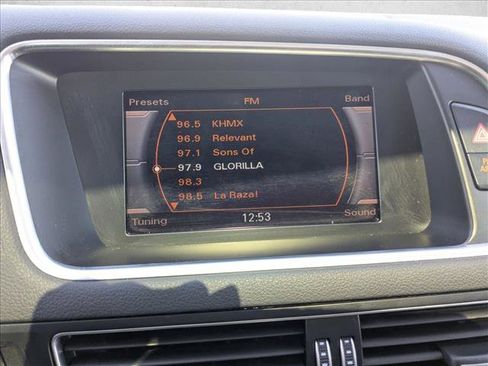 Presets FM Band
96.5 KHMX
96.9 Relevant
97.1 Sons Of
97.9 GLORILLA
98.3
98.5 La Raza!
Tuning 12:53 Sound